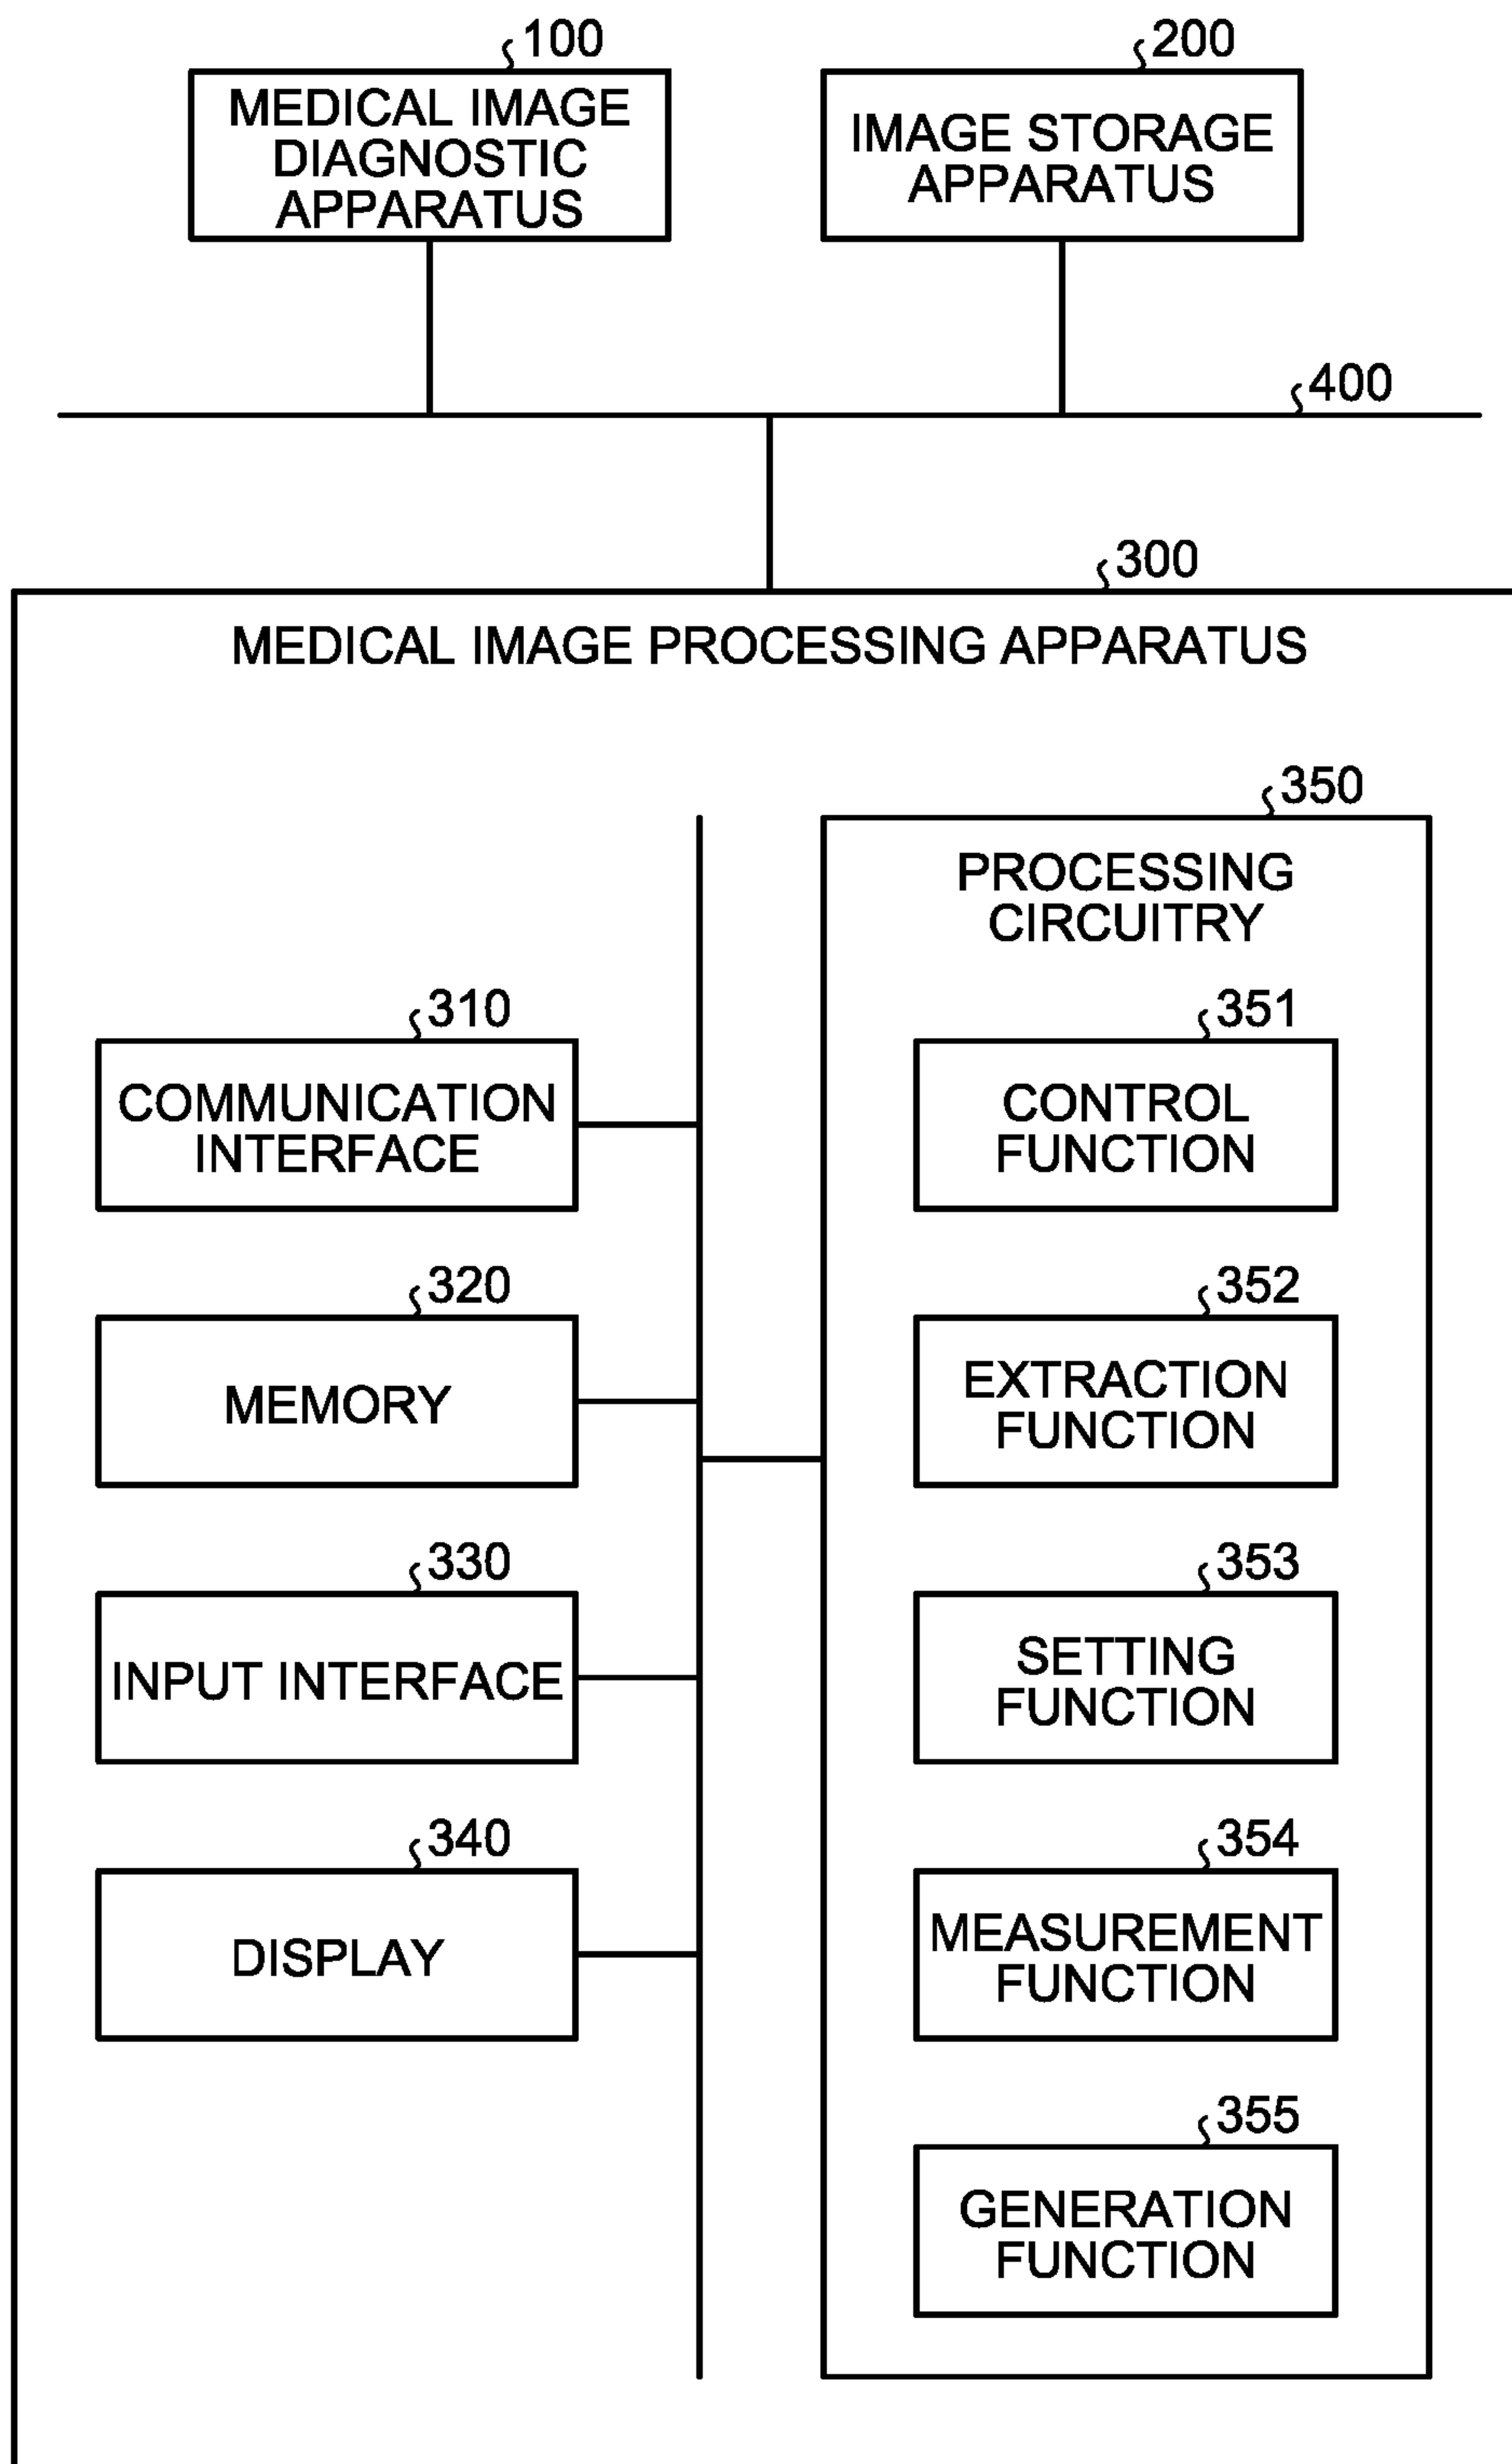 100
MEDICAL IMAGE
DIAGNOSTIC
APPARATUS
200
IMAGE STORAGE
APPARATUS
400
300
MEDICAL IMAGE PROCESSING APPARATUS
310
COMMUNICATION
INTERFACE
320
MEMORY
330
INPUT INTERFACE
340
DISPLAY
350
PROCESSING
CIRCUITRY
351
CONTROL
FUNCTION
352
EXTRACTION
FUNCTION
353
SETTING
FUNCTION
354
MEASUREMENT
FUNCTION
355
GENERATION
FUNCTION